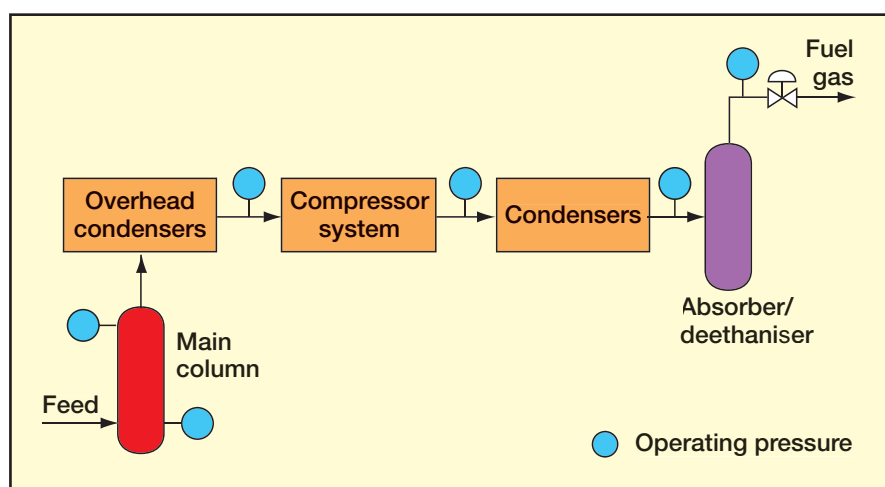 Fuel
gas
Overhead
condensers
Compressor
system
Condensers
Absorber/
deethaniser
Main
column
Feed
Operating pressure